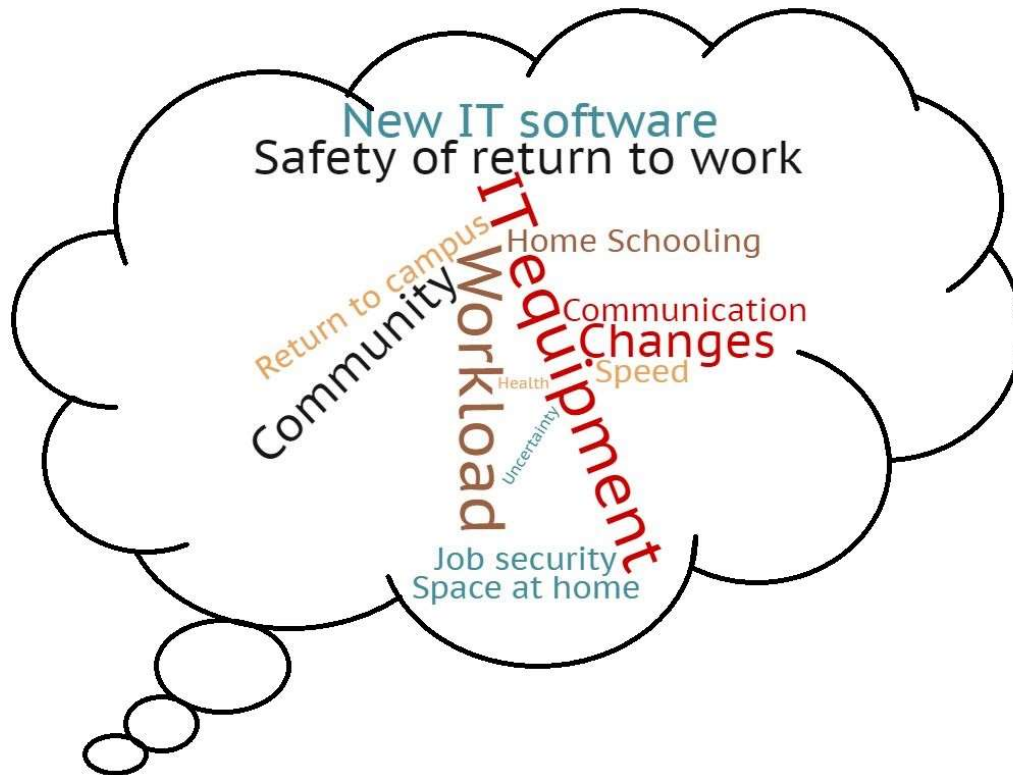 New IT software
Safety of return to work
IT equipment
Return to campus
Home Schooling
Workload
Community
Communication
Changes
Speed
Health
Uncertainty
Job security
Space at home